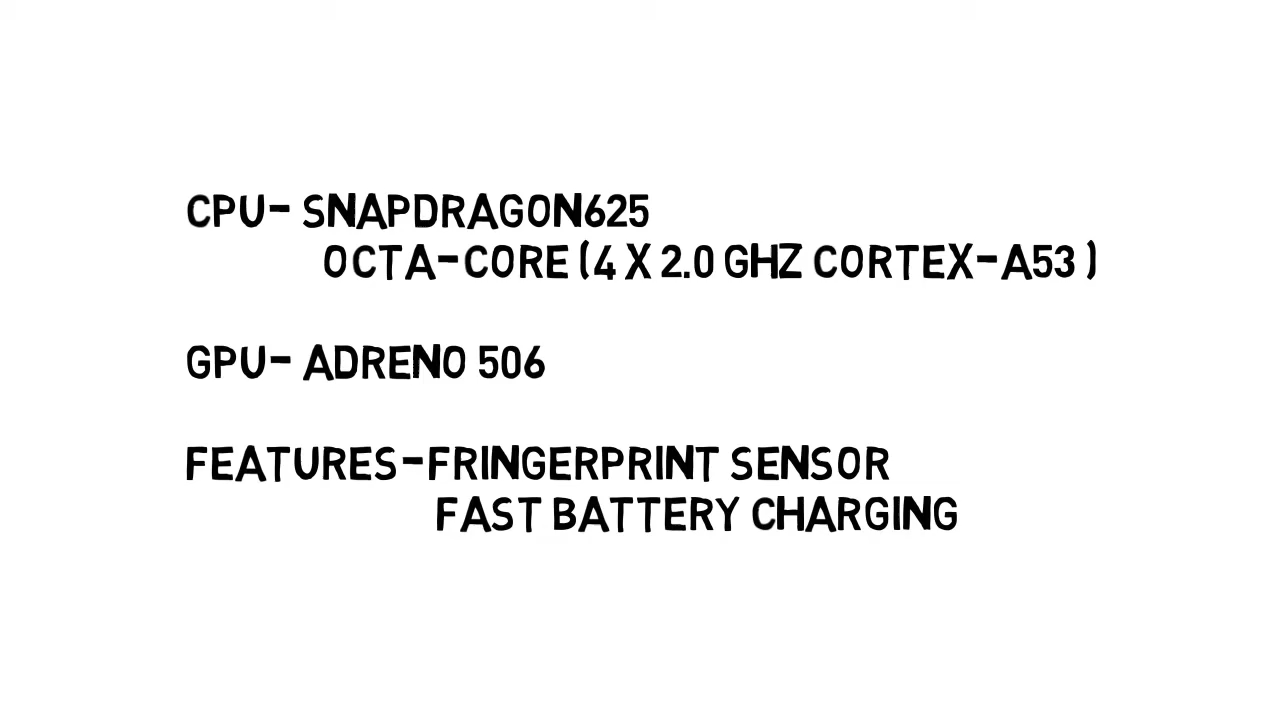 CPU- SNAPDRAGON625
OCTA-CORE (4 X 2.0 GHZ CORTEX-A53 )
GPU- ADRENO 506
FEATURES-FRINGERPRINT SENSOR
FAST BATTERY CHARGING